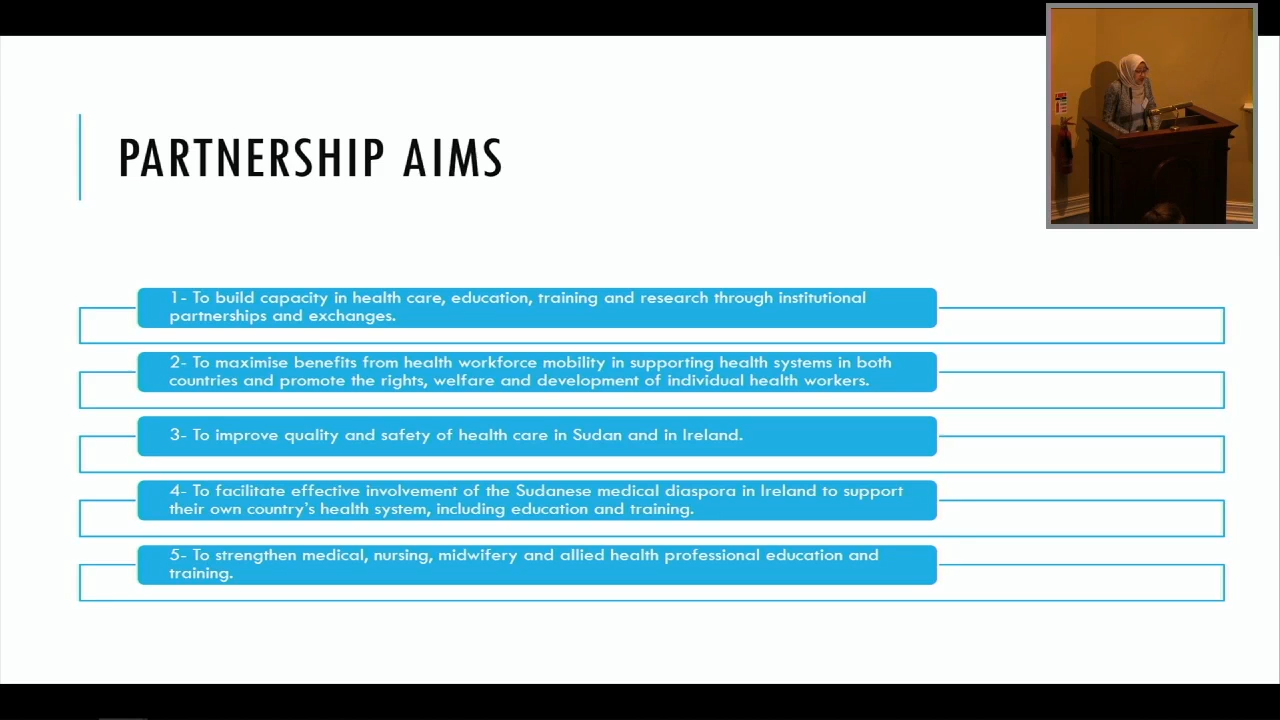 PARTNERSHIP AIMS
1- To build capacity in health care, education, training and research through institutional
partnerships and exchanges.
2- To maximise benefits from health workforce mobility in supporting health systems in both
countries and promote the rights, welfare and development of individual health workers.
3- To improve quality and safety of health care in Sudan and in Ireland.
4- To facilitate effective involvement of the Sudanese medical diaspora in Ireland to support
their own country's health system, including education and training.
5- To strengthen medical, nursing, midwifery and allied health professional education and
training.